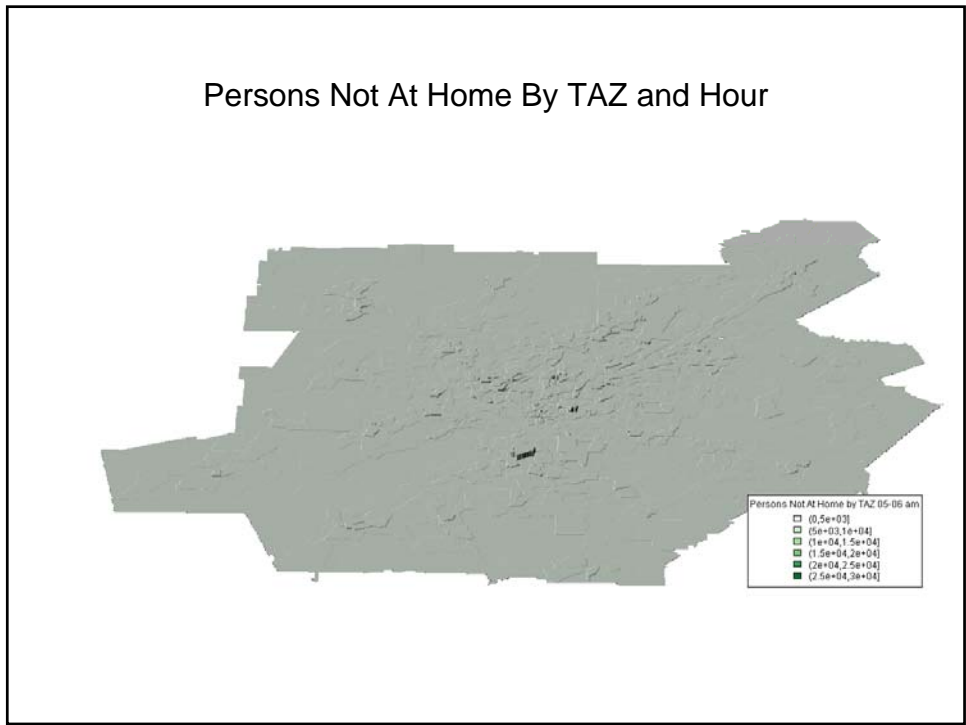 Persons Not At Home By TAZ and Hour
Persons Not At Home by TAZ 05-06 am
(0,5e+03]
(5e+03,1e+04]
(1e+04,1.5e+04]
(1.5e+04,2e+04]
(2e+04,2.5e+04]
(2.5e+04,3e+04]